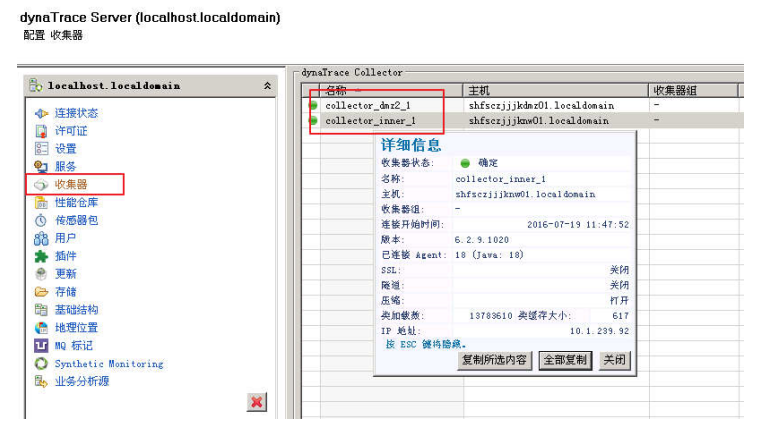 dynaTrace Server (localhost.localdomain)
配置 收集器
localhost.localdomain
连接状态
许可证
设置
服务
收集器
性能仓库
传感器包
用户
插件
更新
存储
基础结构
地理位置
MQ 标记
Synthetic Monitoring
业务分析源
dynaTrace Collector
名称 主机 收集器组
collector_dmz2_1 shfsczjjjkdmz01.localdomain -
collector_inner_1 shfsczjjjknw01.localdomain -
详细信息
收集器状态: 确定
名称: collector_inner_1
主机: shfsczjjjknw01.localdomain
收集器组: -
连接开始时间: 2016-07-19 11:47:52
版本: 6.2.9.1020
已连接 Agent: 18 (Java: 18)
SSL: 关闭
隧道: 关闭
压缩: 打开
类加载数: 13783610 类缓存大小: 617
IP 地址: 10.1.239.92
按 ESC 键将隐藏。
复制所选内容 全部复制 关闭